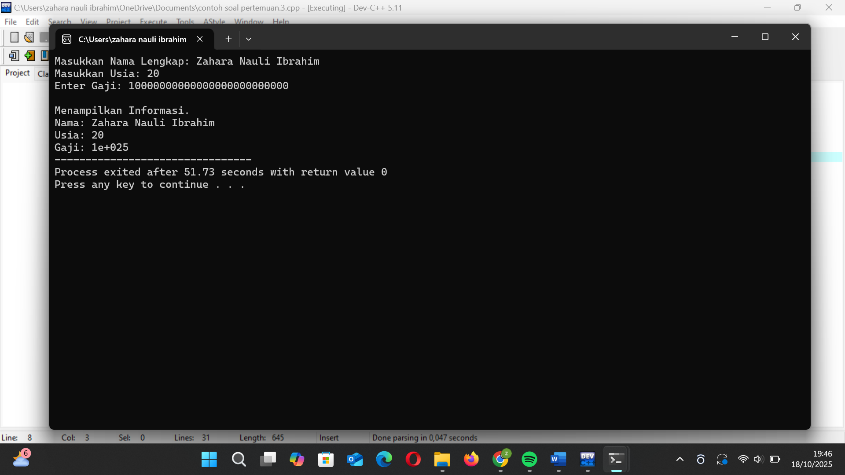 C:\Users\zahara nauli ibrahim\OneDrive\Documents\contoh soal pertemuan.3.cpp - [Executing] - Dev-C++ 5.11
File Edit Search View Project Execute Tools AStyle Window Help
C:\Users\zahara nauli ibrahim
Project Cla
Masukkan Nama Lengkap: Zahara Nauli Ibrahim
Masukkan Usia: 20
Enter Gaji: 10000000000000000000000000
Menampilkan Informasi.
Nama: Zahara Nauli Ibrahim
Usia: 20
Gaji: 1e+025
--------------------------------
Process exited after 51.73 seconds with return value 0
Press any key to continue . . .
Line: 8 Col: 3 Sel: 0 Lines: 31 Length: 645 Insert Done parsing in 0,047 seconds
6
2
DEV
19:46
18/10/2025